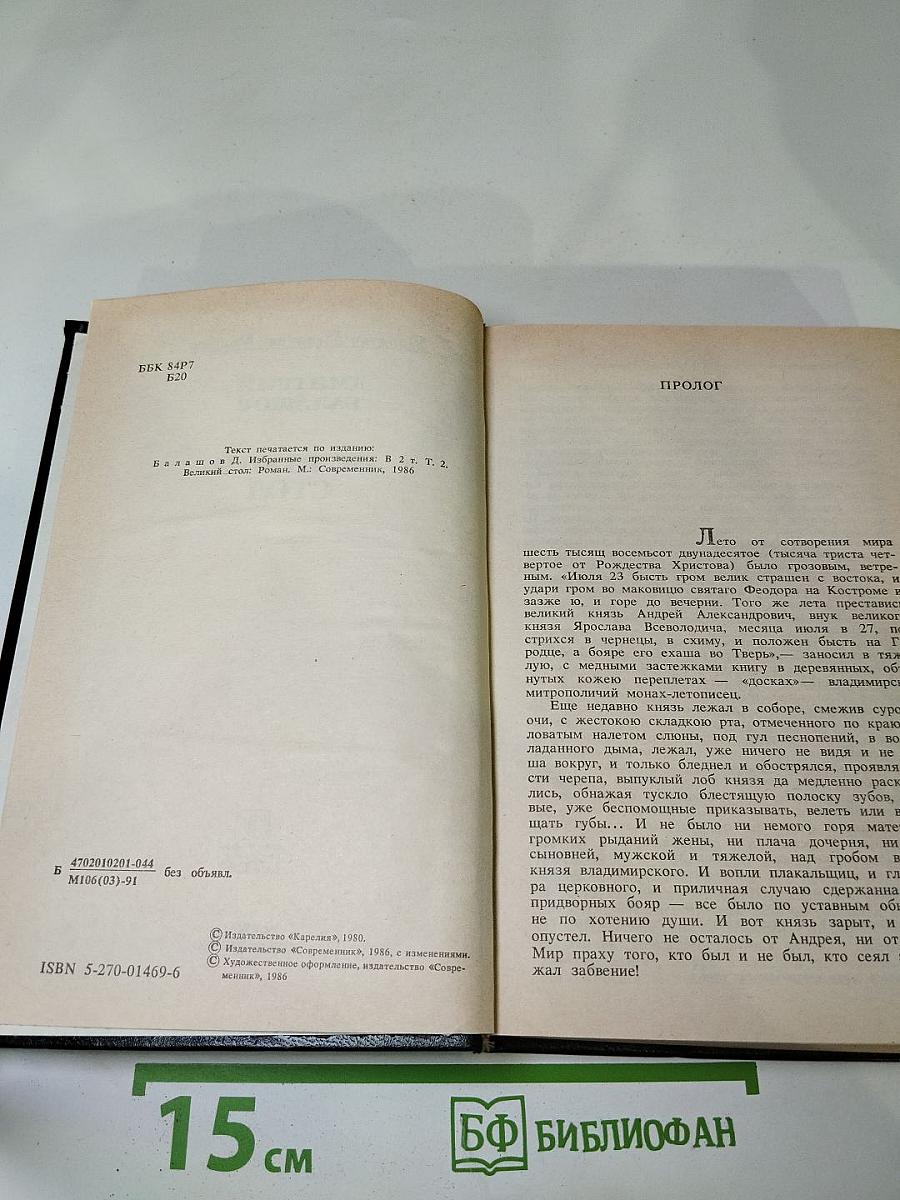 ББК 84Р7
Б20
Текст печатается по изданию:
Балашов Д. Избранные произведения: В 2 т. Т. 2.
Великий стол: Роман. М.: Современник, 1986
Б 4702010201-044 без объявл.
М106(03)-91
© Издательство «Карелия», 1980.
© Издательство «Современник», 1986, с изменениями.
© Художественное оформление, издательство «Совре-
менник», 1986
ISBN 5-270-01469-6
ПРОЛОГ
Лето от сотворения мира
шесть тысящ восемьсот двунадесятое (тысяча триста чет-
вертое от Рождества Христова) было грозовым, ветре-
ным. «Июля 23 бысть гром велик страшен с востока, и
удари гром во маковицю святаго Феодора на Костроме и
зазже ю, и горе до вечерни. Того же лета преставис
великий князь Андрей Александрович, внук великог
князя Ярослава Всеволодича, месяца июля в 27, по
стрихся в чернецы, в схиму, и положен бысть на Г
родце, а бояре его ехаша во Тверь»,— заносил в тяж
лую, с медными застежками книгу в деревянных, обт
нутых кожею переплетах — «досках»— владимирск
митрополичий монах-летописец.
Еще недавно князь лежал в соборе, смежив суро
очи, с жестокою складкою рта, отмеченного по краю
ловатым налетом слюны, под гул песнопений, в во
ладанного дыма, лежал, уже ничего не видя и не
ша вокруг, и только бледнел и обострялся, проявля
сти черепа, выпуклый лоб князя да медленно раск
лись, обнажая тускло блестящую полоску зубов,
вые, уже беспомощные приказывать, велеть или в
щать губы... И не было ни немого горя мате
громких рыданий жены, ни плача дочерня, ни
сыновней, мужской и тяжелой, над гробом в
князя владимирского. И вопли плакальщиц, и гл
ра церковного, и приличная случаю сдержанна
придворных бояр — все было по уставным обы
не по хотению души. И вот князь зарыт, и
опустел. Ничего не осталось от Андрея, ни от
Мир праху того, кто был и не был, кто сеял
жал забвение!
15 см
БФ БИБЛИОФАН